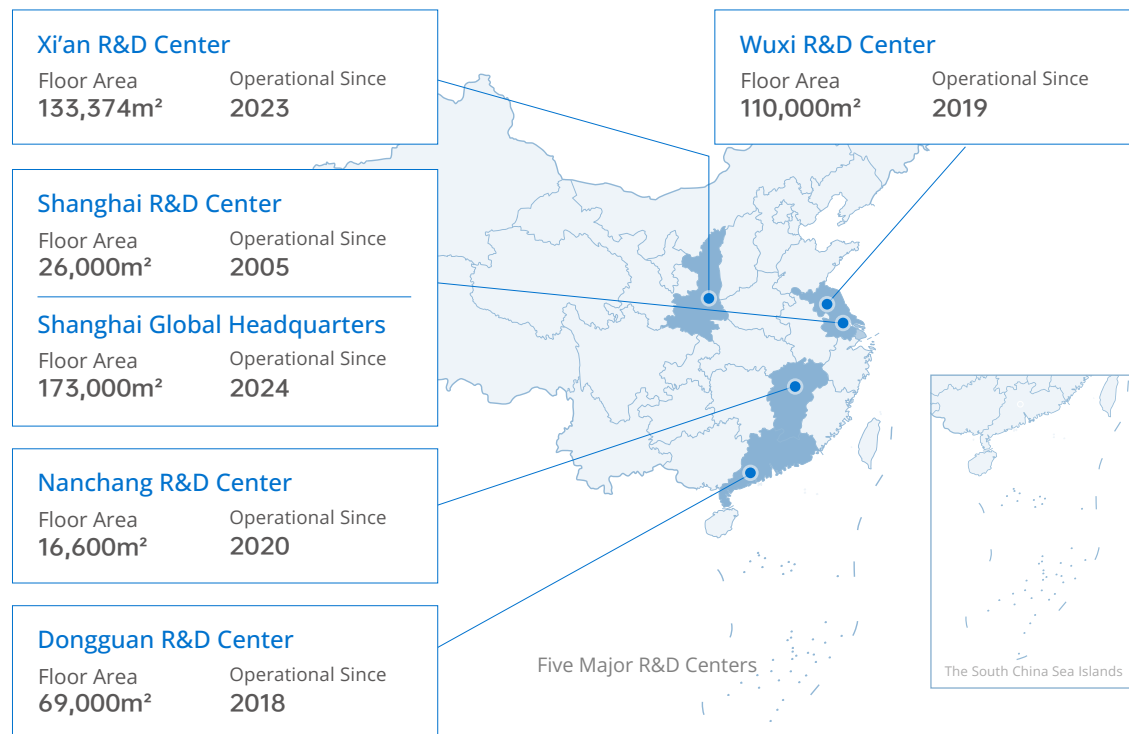 Xi'an R&D Center
Floor Area Operational Since
133,374m² 2023
Wuxi R&D Center
Floor Area Operational Since
110,000m² 2019
Shanghai R&D Center
Floor Area Operational Since
26,000m² 2005
Shanghai Global Headquarters
Floor Area Operational Since
173,000m² 2024
Nanchang R&D Center
Floor Area Operational Since
16,600m² 2020
Dongguan R&D Center
Floor Area Operational Since
69,000m² 2018
Five Major R&D Centers
The South China Sea Islands